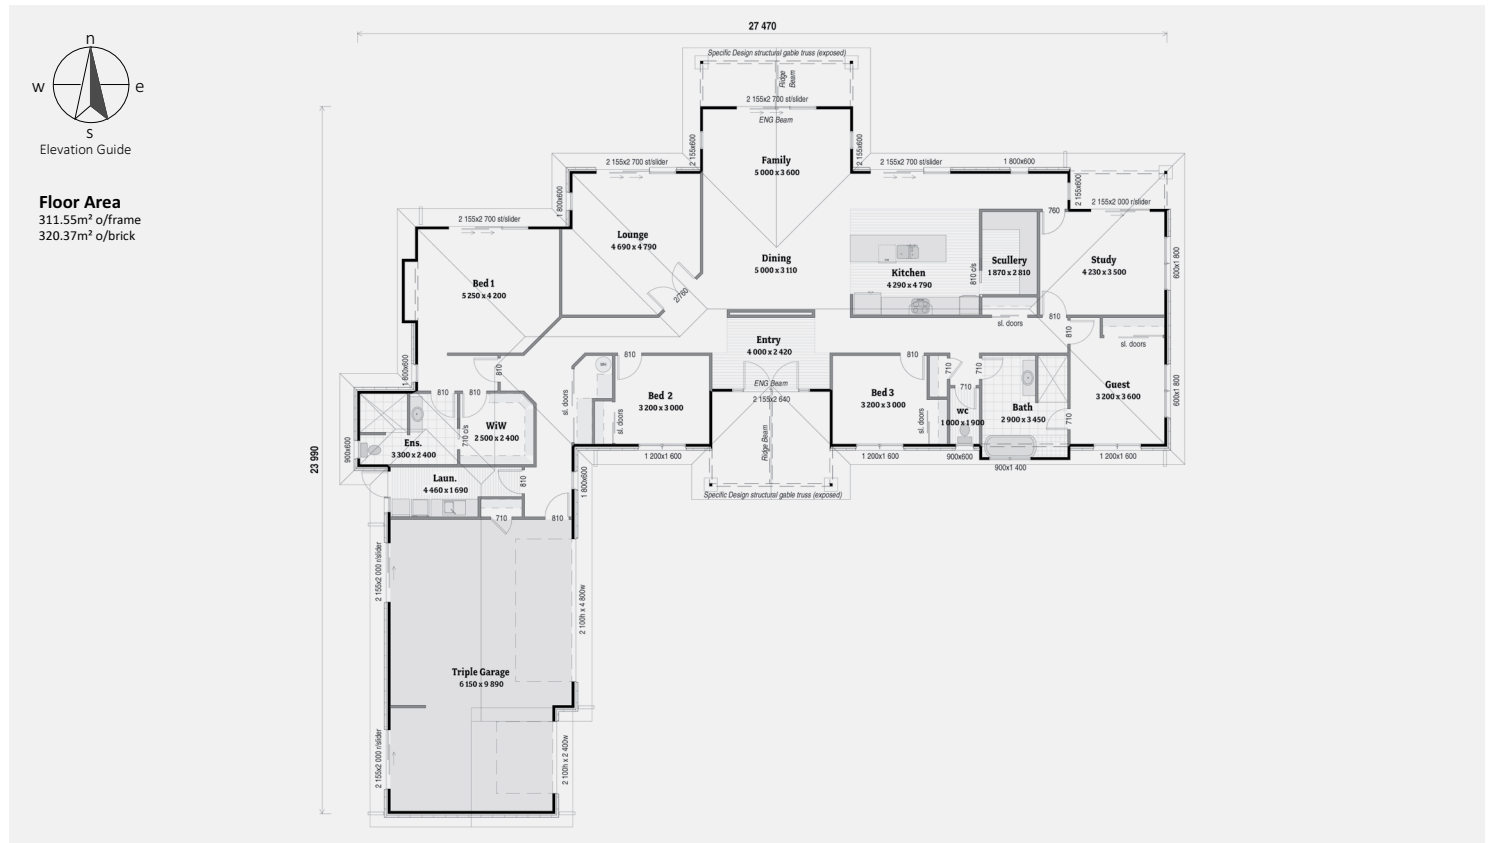 27 470
n
w
e
s
Elevation Guide
Floor Area
311.55m² o/frame
320.37m² o/brick
Specific Design structural gable truss (exposed)
Ridge
Beam
2 155x2 700 st/slider
ENG Beam
2 155x600
2 155x600
Family
5 000 x 3 600
2 155x2 700 st/slider
2 155x2 700 st/slider
1 800x600
1 800x600
2 155x600
2 155x2 000 r/slider
760
2 155x2 700 st/slider
Lounge
4 690 x 4 790
Dining
5 000 x 3 110
Kitchen
4 290 x 4 790
810 c/s
Scullery
1 870 x 2 810
Study
4 230 x 3 500
600x1 800
Bed 1
5 250 x 4 200
2/760
sl. doors
810
810
sl. doors
Entry
4 000 x 2 420
1 800x600
810
810
810
810
710
710
710
ENG Beam
2 155x2 640
Bed 2
3 200 x 3 000
sl. doors
sl. doors
Bed 3
3 200 x 3 000
sl. doors
wc
1 000 x 1 900
Bath
2 900 x 3 450
710
Guest
3 200 x 3 600
600x1 800
810
WiW
2 500 x 2 400
710 c/s
Ens.
3 300 x 2 400
900x600
23 990
Ridge Beam
1 200x1 600
1 200x1 600
900x600
900x1 400
1 200x1 600
Laun.
4 460 x 1 690
810
1 800x600
Specific Design structural gable truss (exposed)
710
810
2 155x2 000 r/slider
2 100h x 4 800w
Triple Garage
6 150 x 9 890
2 155x2 000 r/slider
2 100h x 2 400w